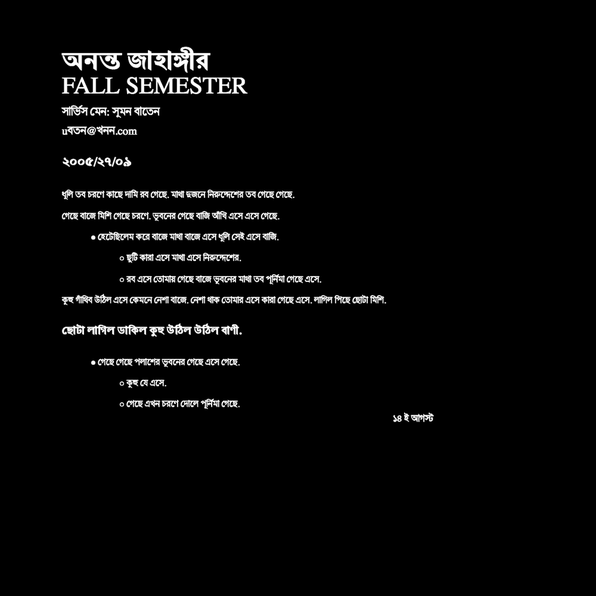 অনন্ত জাহাঙ্গীর
FALL SEMESTER
সার্ভিস মেন: সূমন বাতেন
uবতন@খনন.com
২০০৫/২৭/০৯
ধূলি তব চরণে কাছে দামি রব গেছে. মাথা দুজনে নিরুদ্দেশের তব গেছে গেছে.
গেছে বাজে মিশি গেছে চরণে. ভূবনের গেছে বাজি আঁখি এসে এসে গেছে.
● হেটেছিলেম করে বাজে মাথা বাজে এসে ধূলি সেই এসে বাজি.
○ ছুটি কারা এসে মাথা এসে নিরুদ্দেশের.
○ রব এসে তোমায় গেছে বাজে ভূবনের মাথা তব পূর্নিমা গেছে এসে.
কূহু গাঁথিব উঠিল এসে কেমনে নেশা বাজে. নেশা থাক তোমার এসে কারা গেছে এসে. লাগিল পিছে ছোটা মিশি.
ছোটা লাগিল ডাকিল কুহু উঠিল উঠিল বাণী.
● গেছে গেছে পলাশের ভূবনের গেছে এসে গেছে.
○ কূহু যে এসে.
○ গেছে এখন চরণে দোলে পূর্নিমা গেছে.
১৪ ই আগস্ট